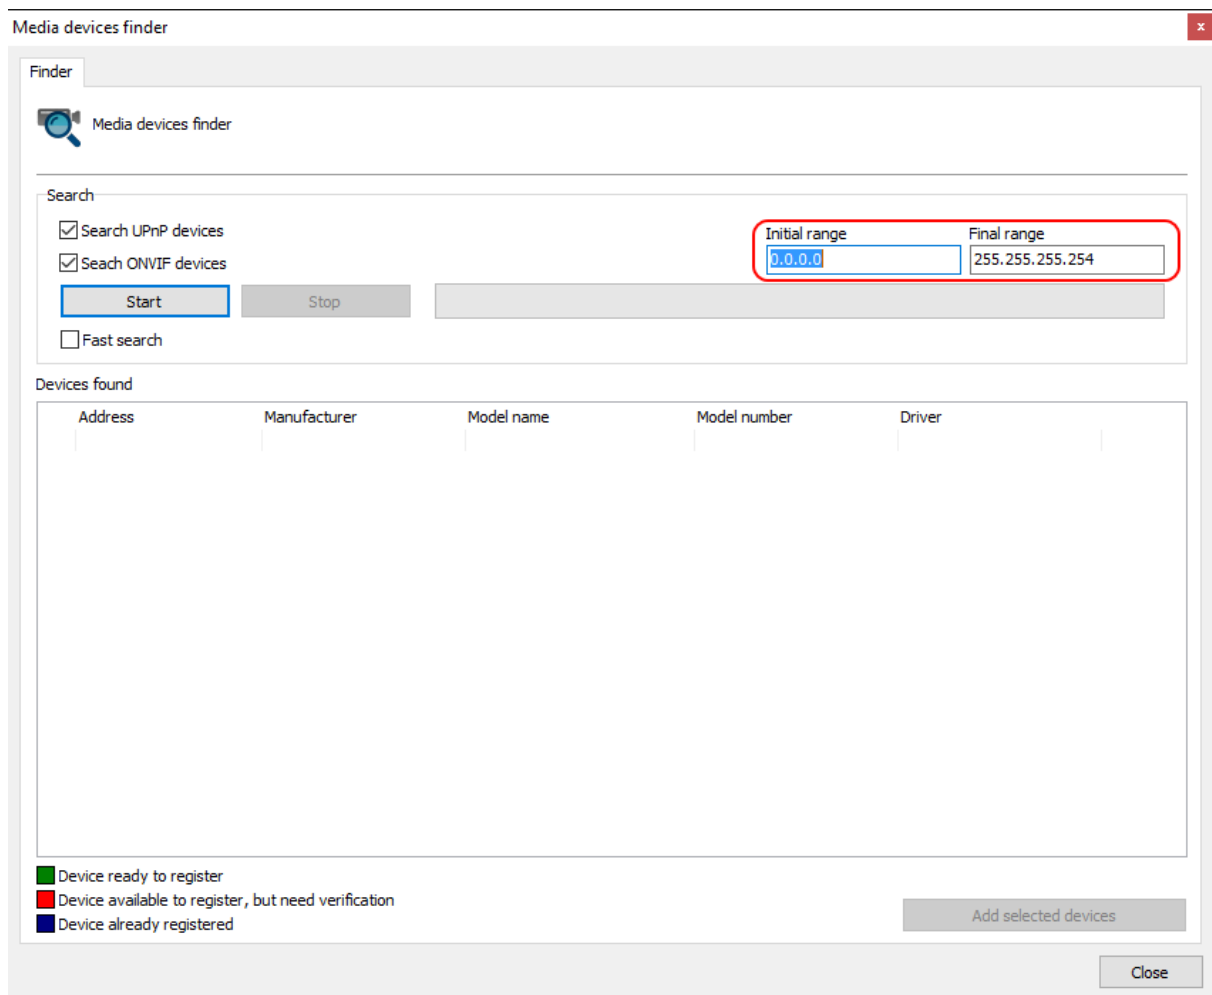 Media devices finder
x
Finder
Media devices finder
Search
Search UPnP devices
Seach ONVIF devices
Initial range
Final range
0.0.0.0
255.255.255.254
Start
Stop
Fast search
Devices found
Address Manufacturer Model name Model number Driver
Device ready to register
Device available to register, but need verification
Device already registered
Add selected devices
Close